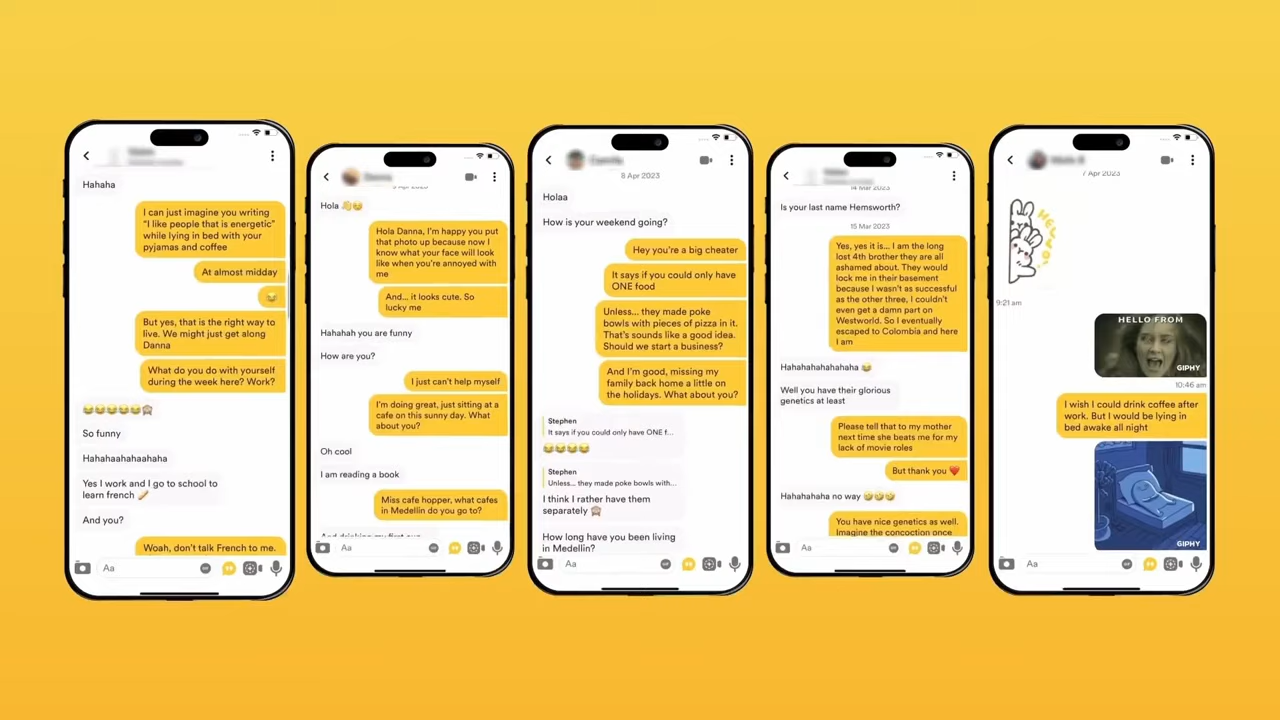 Hahaha
I can just imagine you writing
“I like people that is energetic”
while lying in bed with your
pyjamas and coffee
At almost midday
😂
But yes, that is the right way to
live. We might just get along
Danna
What do you do with yourself
during the week here? Work?
😂😂😂😂😂🙈
So funny
Hahahaahahaahaha
Yes I work and I go to school to
learn french 🥖
And you?
Woah, don't talk French to me.
Aa
GIF
Hola 👋😊
Hola Danna, I'm happy you put
that photo up because now I
know what your face will look
like when you're annoyed with
me
And... it looks cute. So
lucky me
Hahahah you are funny
How are you?
I just can't help myself
I'm doing great, just sitting at a
cafe on this sunny day. What
about you?
Oh cool
I am reading a book
Miss cafe hopper, what cafes
in Medellin do you go to?
Aa
GIF
8 Apr 2023
Holaa
How is your weekend going?
Hey you're a big cheater
It says if you could only have
ONE food
Unless... they made poke
bowls with pieces of pizza in it.
That's sounds like a good idea.
Should we start a business?
And I'm good, missing my
family back home a little on
the holidays. What about you?
Stephen
It says if you could only have ONE f...
😂😂😂😂
Stephen
Unless... they made poke bowls with...
I think I rather have them
separately 🙈
How long have you been living
in Medellin?
Aa
GIF
14 Mar 2023
Is your last name Hemsworth?
15 Mar 2023
Yes, yes it is... I am the long
lost 4th brother they are all
ashamed about. They would
lock me in their basement
because I wasn't as successful
as the other three, I couldn't
even get a damn part on
Westworld. So I eventually
escaped to Colombia and here
I am
Hahahahahahaha 😂
Well you have their glorious
genetics at least
Please tell that to my mother
next time she beats me for my
lack of movie roles
But thank you ❤️
Hahahahaha no way 🤣🤣🤣
You have nice genetics as well.
Imagine the concoction once
Aa
GIF
7 Apr 2023
9:21 am
HELLO FROM
GIPHY
10:46 am
I wish I could drink coffee after
work. But I would be lying in
bed awake all night
GIPHY
Aa
GIF